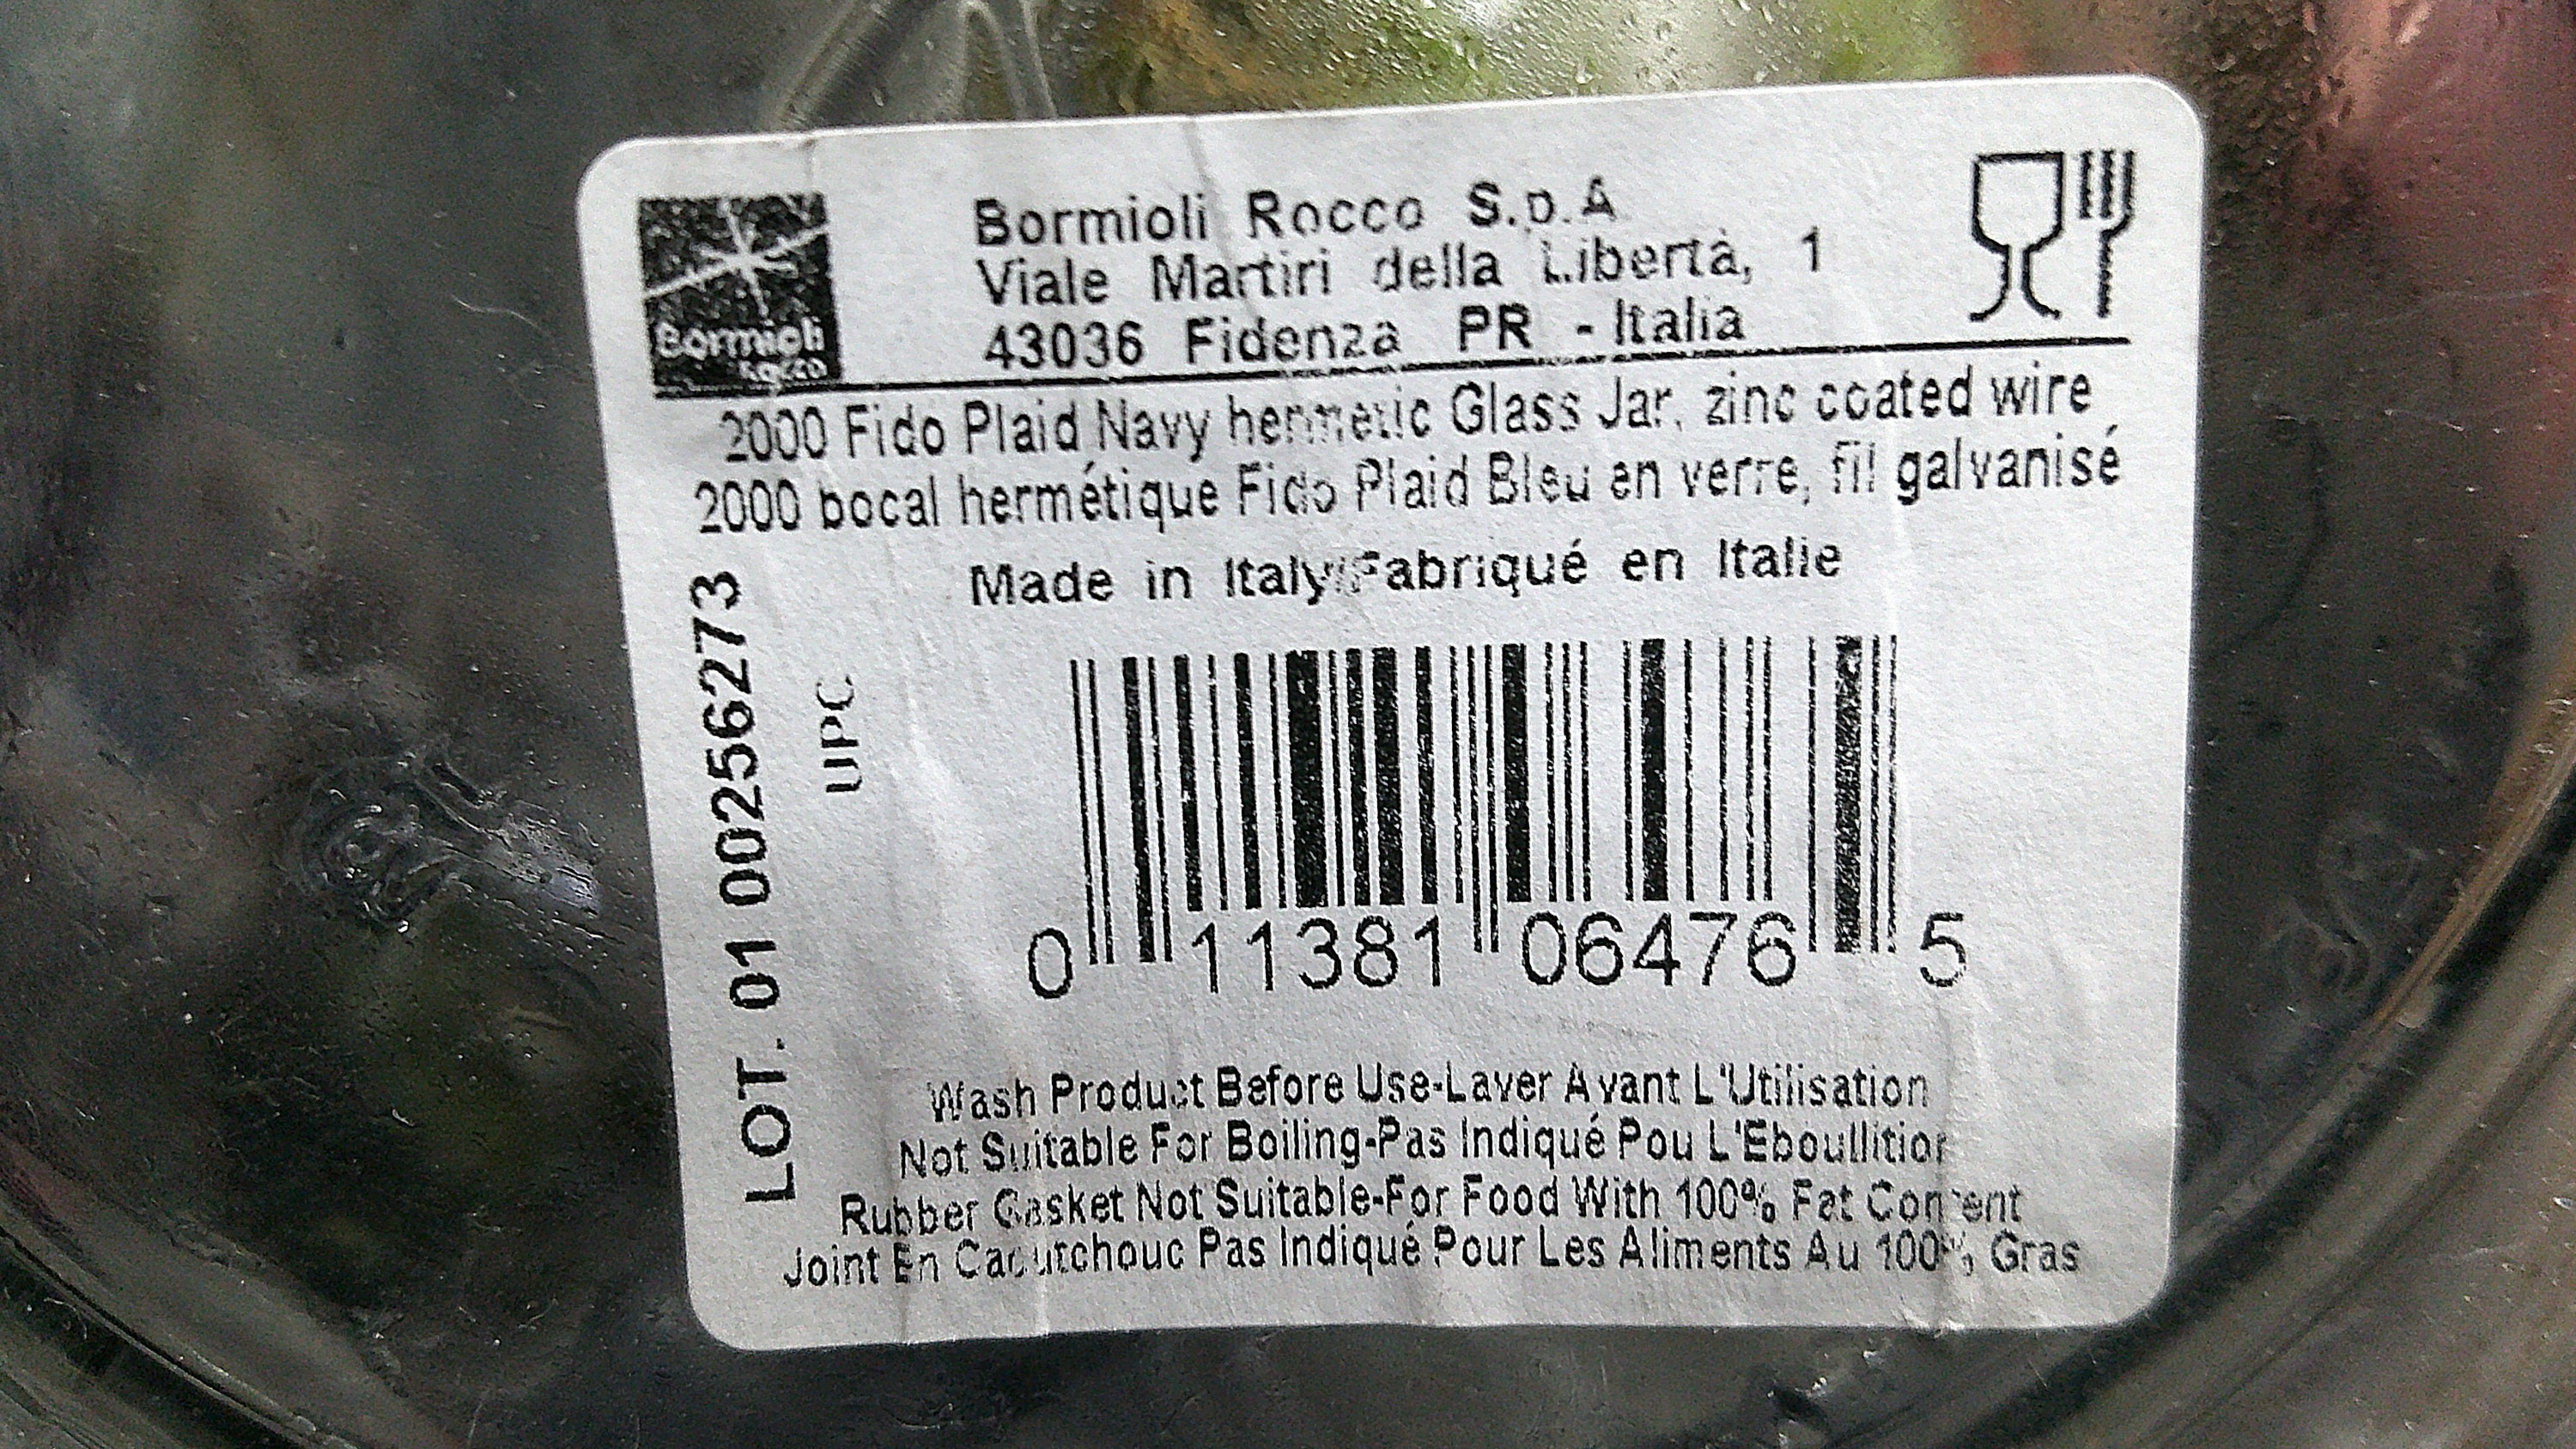 Bormioli Rocco
Bormioli Rocco S.p.A
Viale Martiri della Libertà, 1
43036 Fidenza PR - Italia
2000 Fido Plaid Navy hermetic Glass Jar, zinc coated wire
2000 bocal hermétique Fido Plaid Bleu en verre, fil galvanisé
Made in Italy/Fabriqué en Italie
LOT. 01 00256273
UPC
0 11381 06476 5
Wash Product Before Use-Laver Avant L'Utilisation
Not Suitable For Boiling-Pas Indiqué Pou L'Eboullition
Rubber Gasket Not Suitable-For Food With 100% Fat Content
Joint En Caoutchouc Pas Indiqué Pour Les Aliments Au 100% Gras